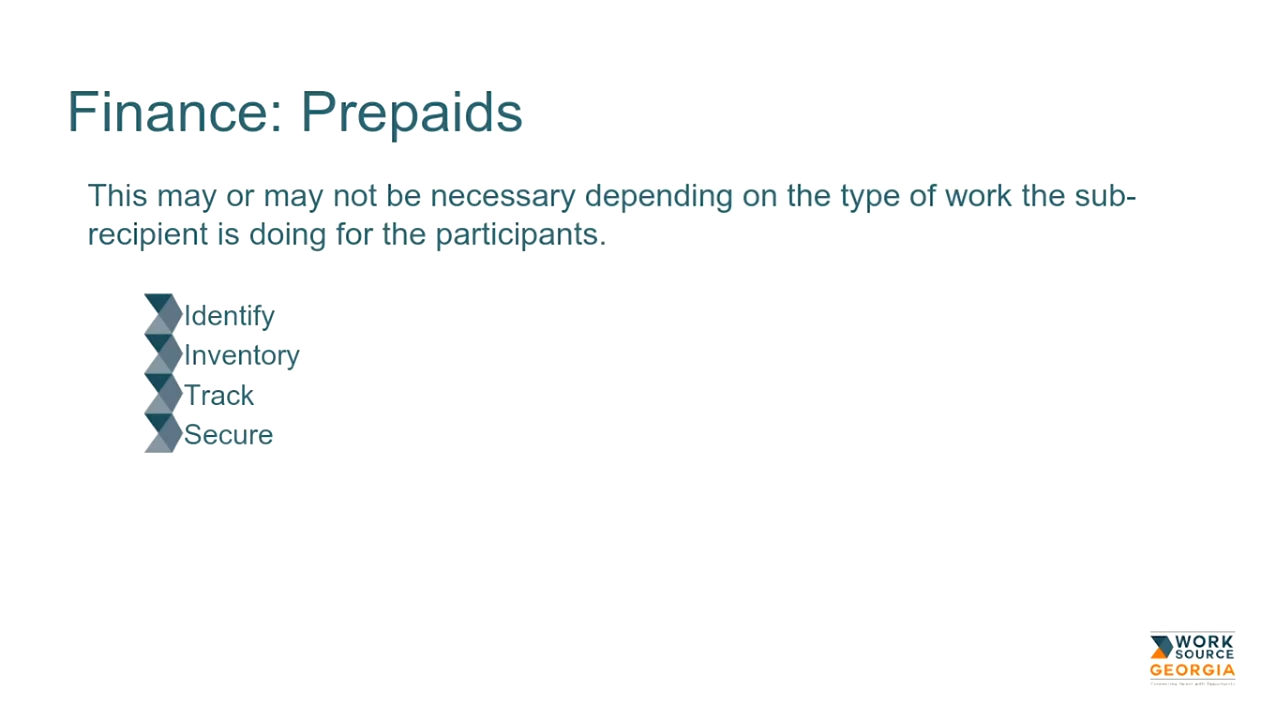 Finance: Prepaids
This may or may not be necessary depending on the type of work the sub-
recipient is doing for the participants.
Identify
Inventory
Track
Secure
WORK
SOURCE
GEORGIA